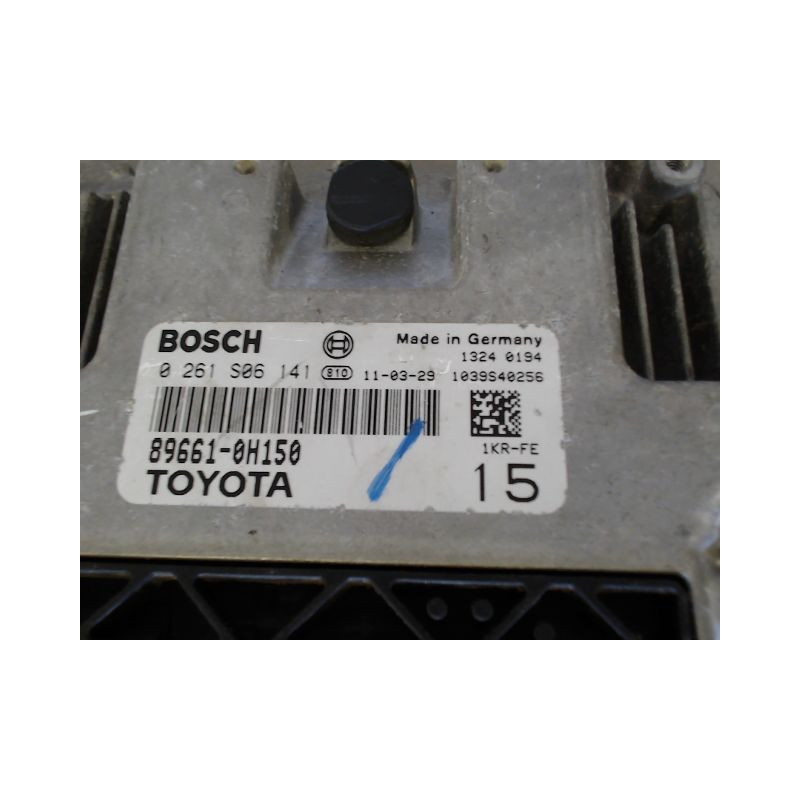 BOSCH Made in Germany
1324 0194
0 261 S06 141 810 11-03-29 1039S40256
89661-0H150 1KR-FE
TOYOTA 15